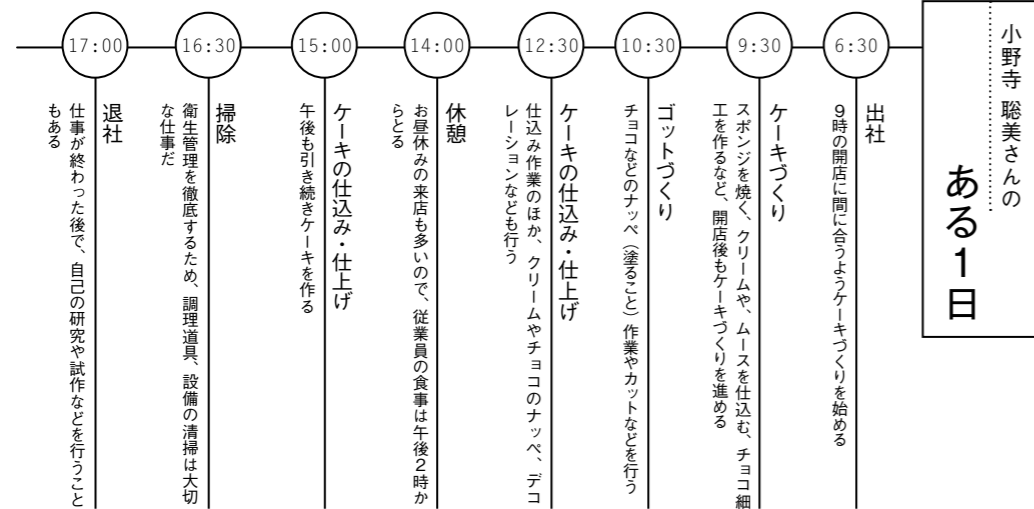 小野寺 聡美さんの
ある1日
6:30
出社
9時の開店に間に合うようケーキづくりを始める
9:30
ケーキづくり
スポンジを焼く、クリームや、ムースを仕込む、チョコ細
工を作るなど、開店後もケーキづくりを進める
10:30
ゴットづくり
チョコなどのナッペ（塗ること）作業やカットなどを行う
12:30
ケーキの仕込み・仕上げ
仕込み作業のほか、クリームやチョコのナッペ、デコ
レーションなども行う
14:00
休憩
お昼休みの来店も多いので、従業員の食事は午後2時か
らとる
15:00
ケーキの仕込み・仕上げ
午後も引き続きケーキを作る
16:30
掃除
衛生管理を徹底するため、調理道具、設備の清掃は大切
な仕事だ
17:00
退社
仕事が終わった後で、自己の研究や試作などを行うこと
もある